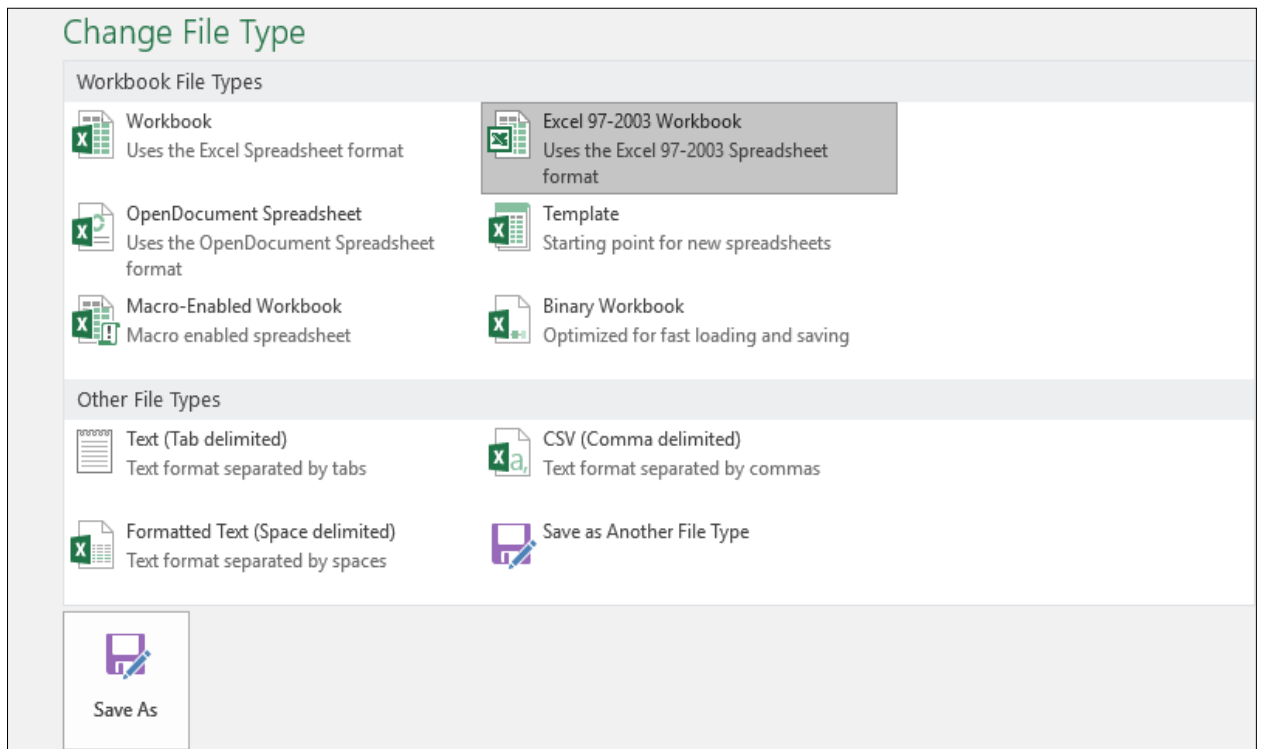 Change File Type
Workbook File Types
Workbook
Uses the Excel Spreadsheet format
Excel 97-2003 Workbook
Uses the Excel 97-2003 Spreadsheet
format
OpenDocument Spreadsheet
Uses the OpenDocument Spreadsheet
format
Template
Starting point for new spreadsheets
Macro-Enabled Workbook
Macro enabled spreadsheet
Binary Workbook
Optimized for fast loading and saving
Other File Types
Text (Tab delimited)
Text format separated by tabs
CSV (Comma delimited)
Text format separated by commas
Formatted Text (Space delimited)
Text format separated by spaces
Save as Another File Type
Save As